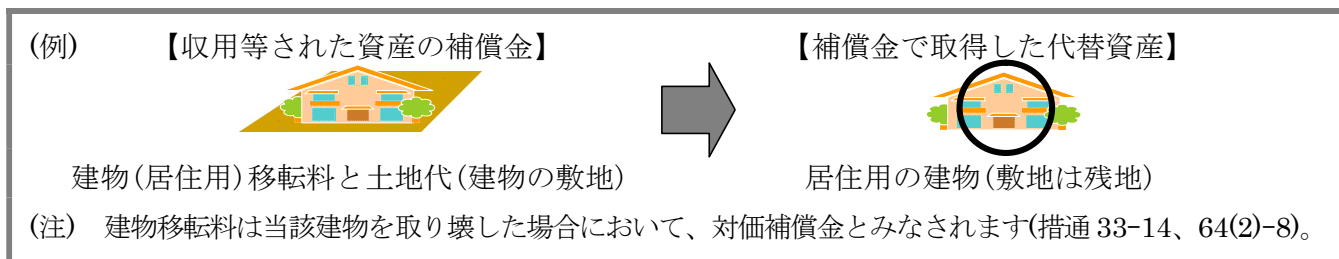 (例) 【収用等された資産の補償金】 【補償金で取得した代替資産】
建物(居住用)移転料と土地代(建物の敷地) 居住用の建物(敷地は残地)
(注) 建物移転料は当該建物を取り壊した場合において、対価補償金とみなされます(措通 33-14、64(2)-8)。